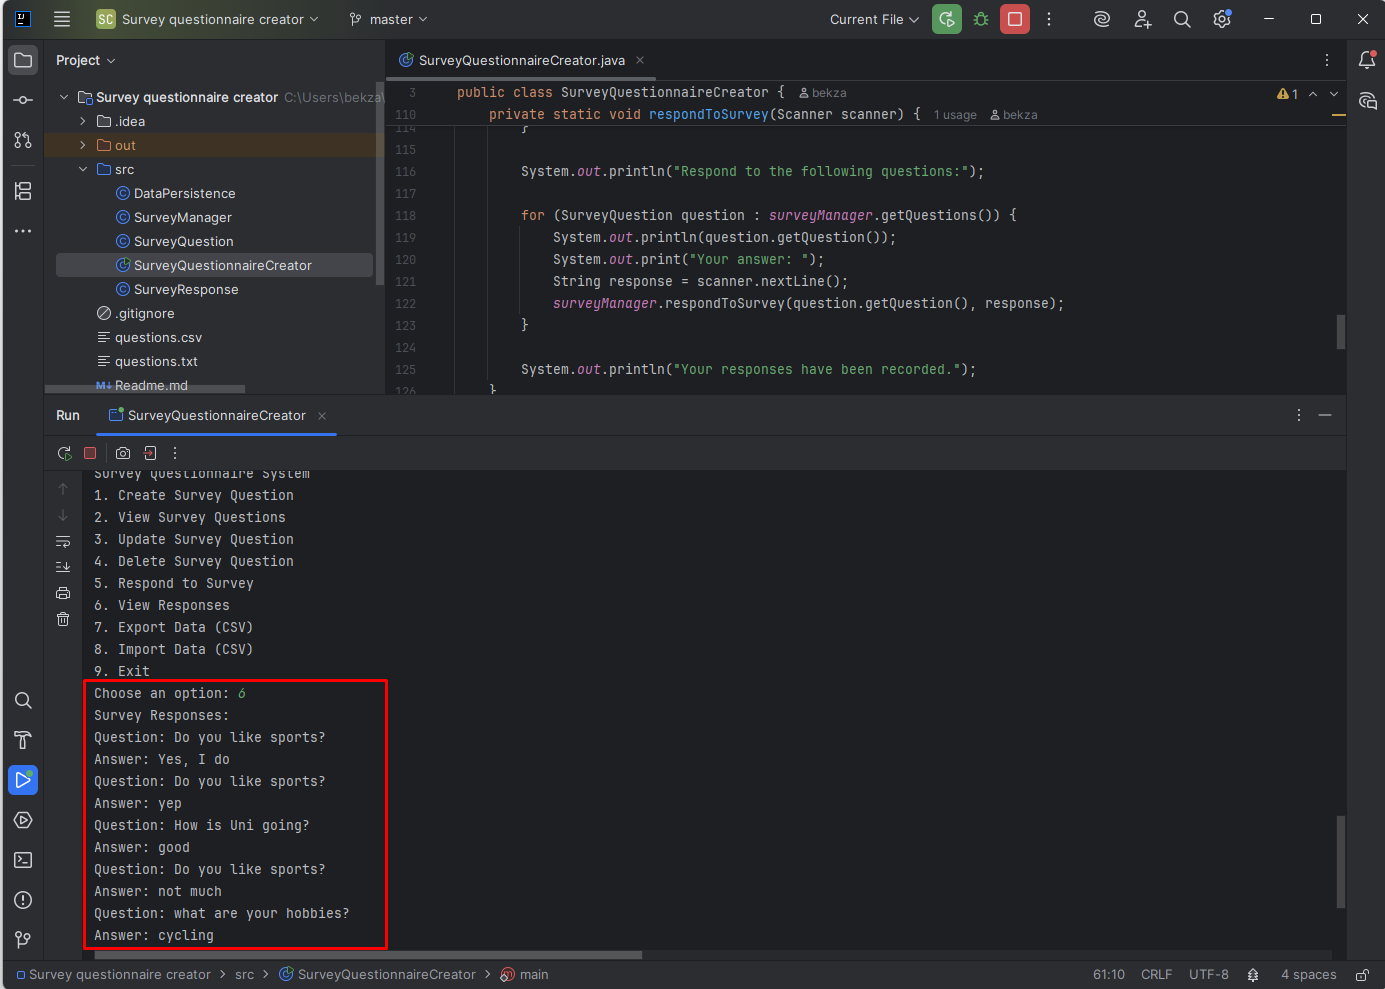 SC Survey questionnaire creator
master
Current File
Project
SurveyQuestionnaireCreator.java
Survey questionnaire creator C:\Users\bekza\
.idea
out
src
DataPersistence
SurveyManager
SurveyQuestion
SurveyQuestionnaireCreator
SurveyResponse
.gitignore
questions.csv
questions.txt
Readme.md
3 public class SurveyQuestionnaireCreator { bekza
1
110 private static void respondToSurvey(Scanner scanner) { 1 usage bekza
114 }
115
116 System.out.println("Respond to the following questions:");
117
118 for (SurveyQuestion question : surveyManager.getQuestions()) {
119 System.out.println(question.getQuestion());
120 System.out.print("Your answer: ");
121 String response = scanner.nextLine();
122 surveyManager.respondToSurvey(question.getQuestion(), response);
123 }
124
125 System.out.println("Your responses have been recorded.");
126 }
Run SurveyQuestionnaireCreator
Survey Questionnaire System
1. Create Survey Question
2. View Survey Questions
3. Update Survey Question
4. Delete Survey Question
5. Respond to Survey
6. View Responses
7. Export Data (CSV)
8. Import Data (CSV)
9. Exit
Choose an option: 6
Survey Responses:
Question: Do you like sports?
Answer: Yes, I do
Question: Do you like sports?
Answer: yep
Question: How is Uni going?
Answer: good
Question: Do you like sports?
Answer: not much
Question: what are your hobbies?
Answer: cycling
Survey questionnaire creator > src > SurveyQuestionnaireCreator > main
61:10 CRLF UTF-8 4 spaces